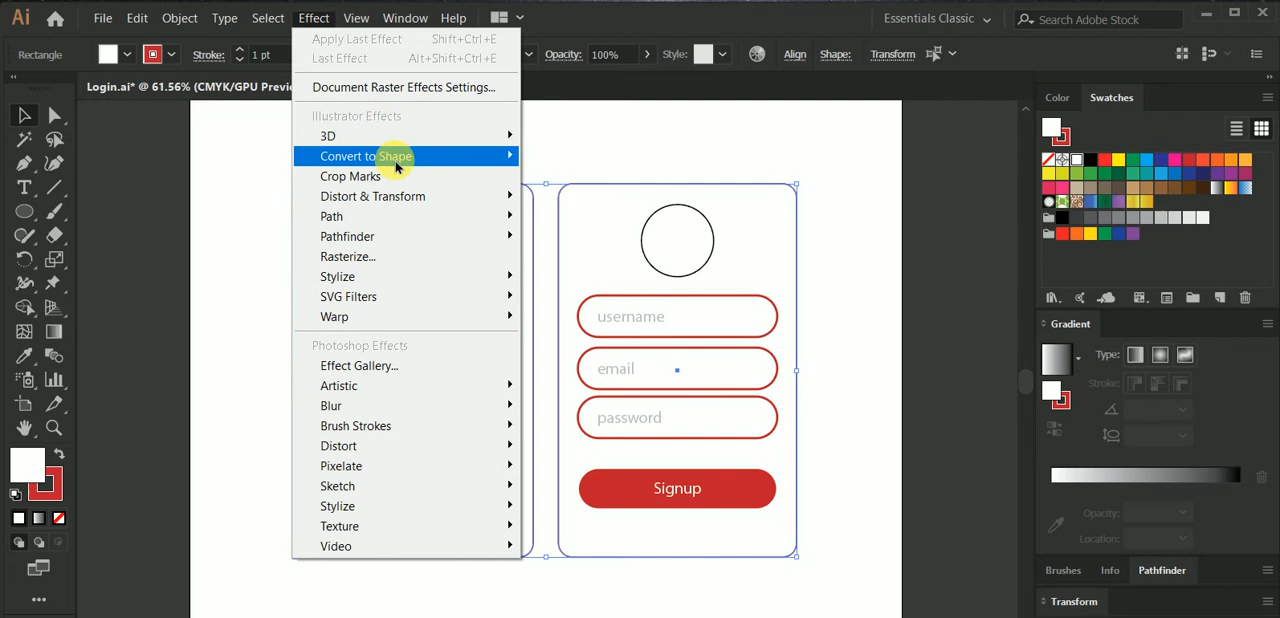 Ai File Edit Object Type Select Effect View Window Help Essentials Classic Search Adobe Stock
Rectangle Stroke: 1 pt Opacity: 100% Style: Align Shape: Transform
Login.ai* @ 61.56% (CMYK/GPU Previe
Apply Last Effect Shift+Ctrl+E
Last Effect Alt+Shift+Ctrl+E
Document Raster Effects Settings...
Illustrator Effects
3D
Convert to Shape
Crop Marks
Distort & Transform
Path
Pathfinder
Rasterize...
Stylize
SVG Filters
Warp
Photoshop Effects
Effect Gallery...
Artistic
Blur
Brush Strokes
Distort
Pixelate
Sketch
Stylize
Texture
Video
username
email
password
Signup
Color Swatches
Gradient
Type:
Stroke:
Opacity:
Location:
Brushes Info Pathfinder
Transform